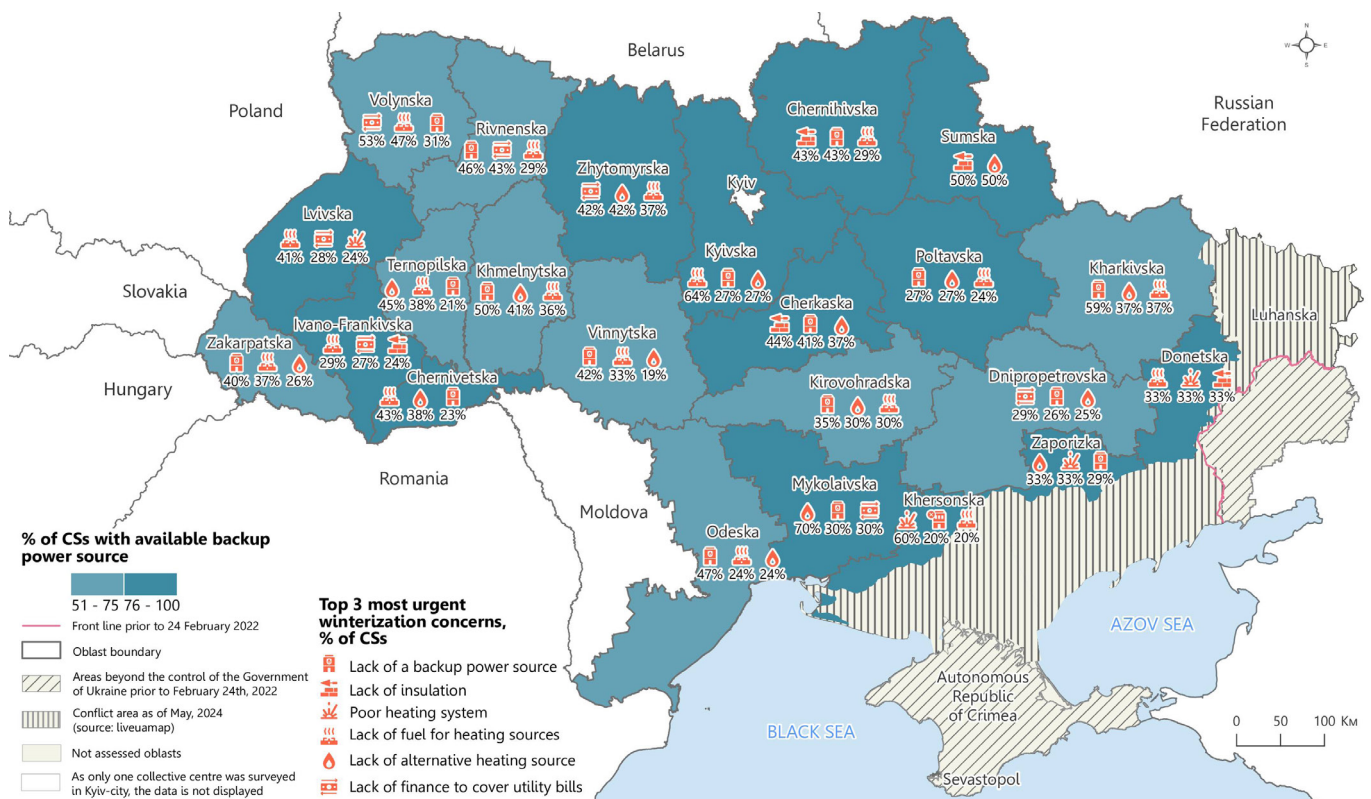 N
W E
S
Belarus
Poland
Russian
Federation
Volynska
53% 47% 31%
Rivnenska
46% 43% 29%
Zhytomyrska
42% 42% 37%
Chernihivska
43% 43% 29%
Sumska
50% 50%
Kyiv
Lvivska
41% 28% 24%
Ternopilska
45% 38% 21%
Khmelnytska
50% 41% 36%
Kyivska
64% 27% 27%
Cherkaska
44% 41% 37%
Poltavska
27% 27% 24%
Kharkivska
59% 37% 37%
Luhanska
Slovakia
Zakarpatska
40% 37% 26%
Ivano-Frankivska
29% 27% 24%
Chernivetska
43% 38% 23%
Vinnytska
42% 33% 19%
Kirovohradska
35% 30% 30%
Dnipropetrovska
29% 26% 25%
Donetska
33% 33% 33%
Zaporizka
33% 33% 29%
Hungary
Romania
Moldova
Mykolaivska
70% 30% 30%
Khersonska
60% 20% 20%
Odeska
47% 24% 24%
AZOV SEA
BLACK SEA
Autonomous
Republic
of Crimea
Sevastopol
% of CSs with available backup
power source
51 - 75 76 - 100
Front line prior to 24 February 2022
Oblast boundary
Areas beyond the control of the Government
of Ukraine prior to February 24th, 2022
Conflict area as of May, 2024
(source: liveuamap)
Not assessed oblasts
As only one collective centre was surveyed
in Kyiv-city, the data is not displayed
Top 3 most urgent
winterization concerns,
% of CSs
Lack of a backup power source
Lack of insulation
Poor heating system
Lack of fuel for heating sources
Lack of alternative heating source
Lack of finance to cover utility bills
0 50 100 Км